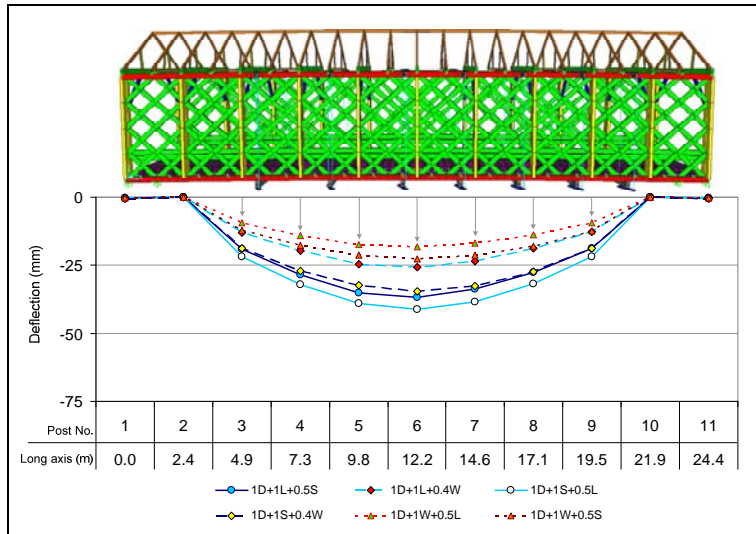 0
-25
-50
-75
Deflection (mm)
Post No. 1 2 3 4 5 6 7 8 9 10 11
Long axis (m) 0.0 2.4 4.9 7.3 9.8 12.2 14.6 17.1 19.5 21.9 24.4
1D+1L+0.5S 1D+1L+0.4W 1D+1S+0.5L
1D+1S+0.4W 1D+1W+0.5L 1D+1W+0.5S